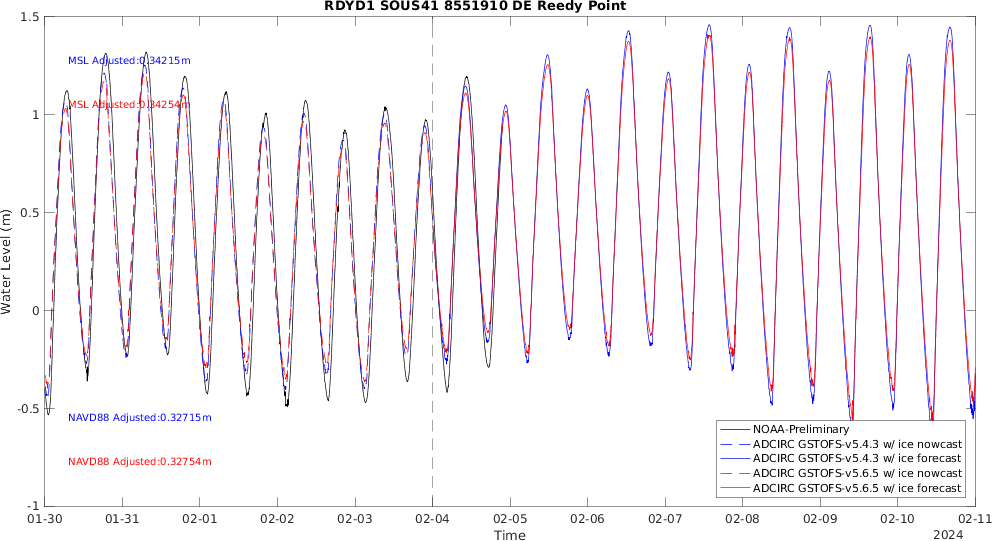 RDYD1 SOUS41 8551910 DE Reedy Point
1.5
1
0.5
0
-0.5
-1
Water Level (m)
MSL Adjusted:0.34215m
MSL Adjusted:0.34254m
NAVD88 Adjusted:0.32715m
NAVD88 Adjusted:0.32754m
NOAA-Preliminary
ADCIRC GSTOFS-v5.4.3 w/ ice nowcast
ADCIRC GSTOFS-v5.4.3 w/ ice forecast
ADCIRC GSTOFS-v5.6.5 w/ ice nowcast
ADCIRC GSTOFS-v5.6.5 w/ ice forecast
01-30 01-31 02-01 02-02 02-03 02-04 02-05 02-06 02-07 02-08 02-09 02-10 02-11
Time
2024